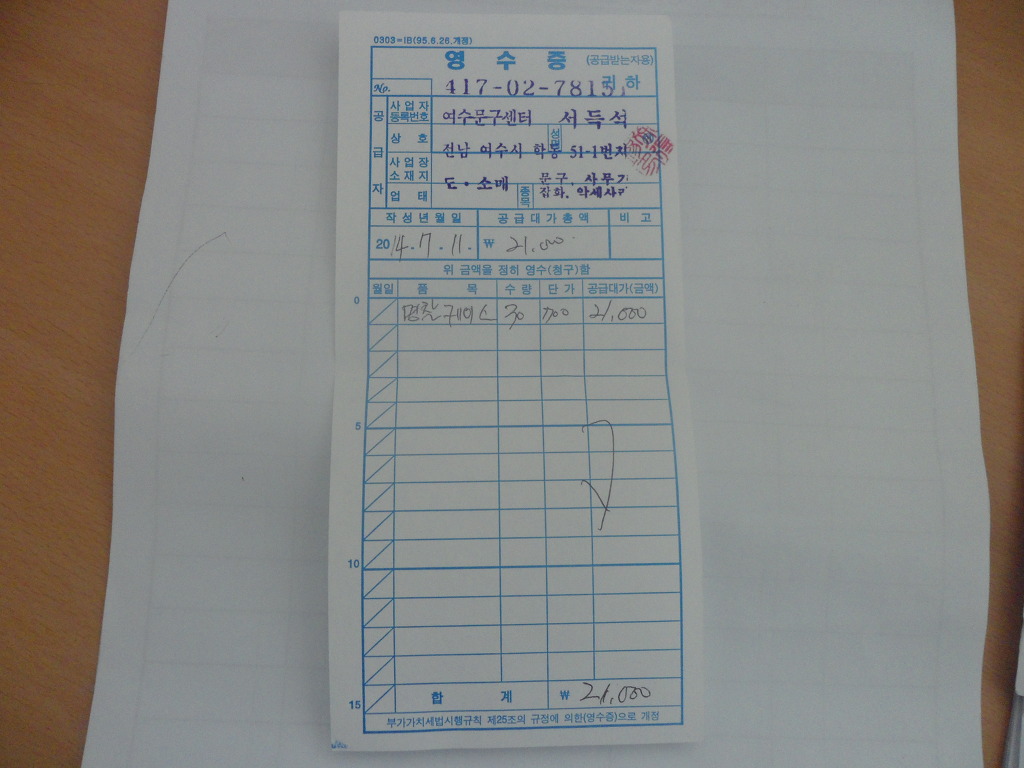 0303=IB(95.6.26.개정)
영 수 증 (공급받는자용)
No. 귀하
417-02-7815
공급자
사업자 등록번호
여수문구센터 서득석
상 호 성명
전남 여수시 학동 51-1번지
사업장 소재지
문구, 사무기
업 태 도·소매 종목
잡화, 악세사리
작성년월일 공급대가총액 비고
2014.7.11. ₩ 21.000
위 금액을 정히 영수(청구)함
월일 품 목 수량 단가 공급대가(금액)
0
명찰케이스 30 700 21,000
5
10
15
합 계 ₩ 21,000
부가가치세법시행규칙 제25조의 규정에 의한(영수증)으로 개정